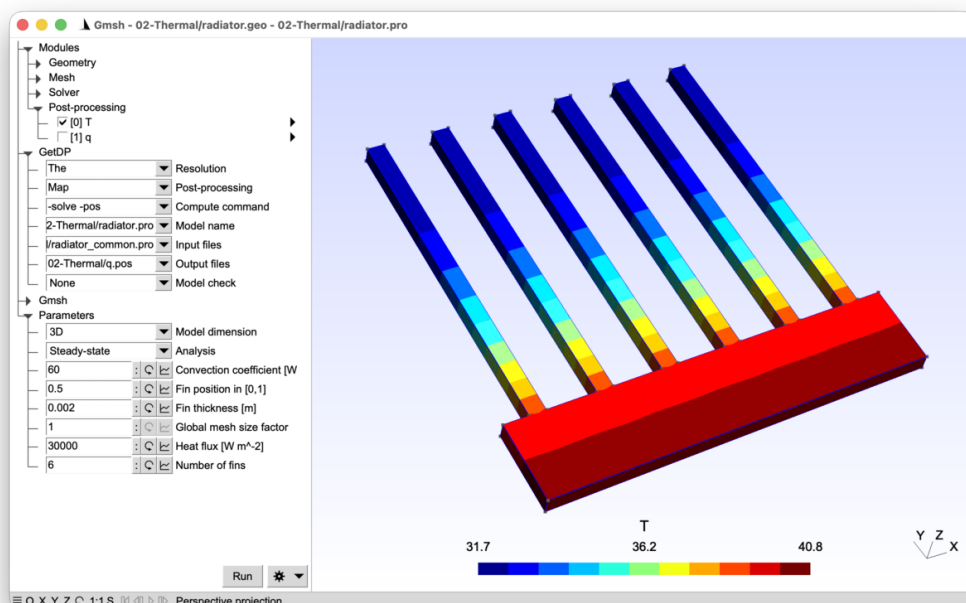 Gmsh - 02-Thermal/radiator.geo - 02-Thermal/radiator.pro
Modules
Geometry
Mesh
Solver
Post-processing
[0] T
[1] q
GetDP
The Resolution
Map Post-processing
-solve -pos Compute command
2-Thermal/radiator.pro Model name
/radiator_common.pro Input files
02-Thermal/q.pos Output files
None Model check
Gmsh
Parameters
3D Model dimension
Steady-state Analysis
60 : Convection coefficient [W
0.5 : Fin position in [0,1]
0.002 : Fin thickness [m]
1 : Global mesh size factor
30000 : Heat flux [W m^-2]
6 : Number of fins
T
31.7 36.2 40.8
Y Z X
Run
O X Y Z 1:1 S Perspective projection